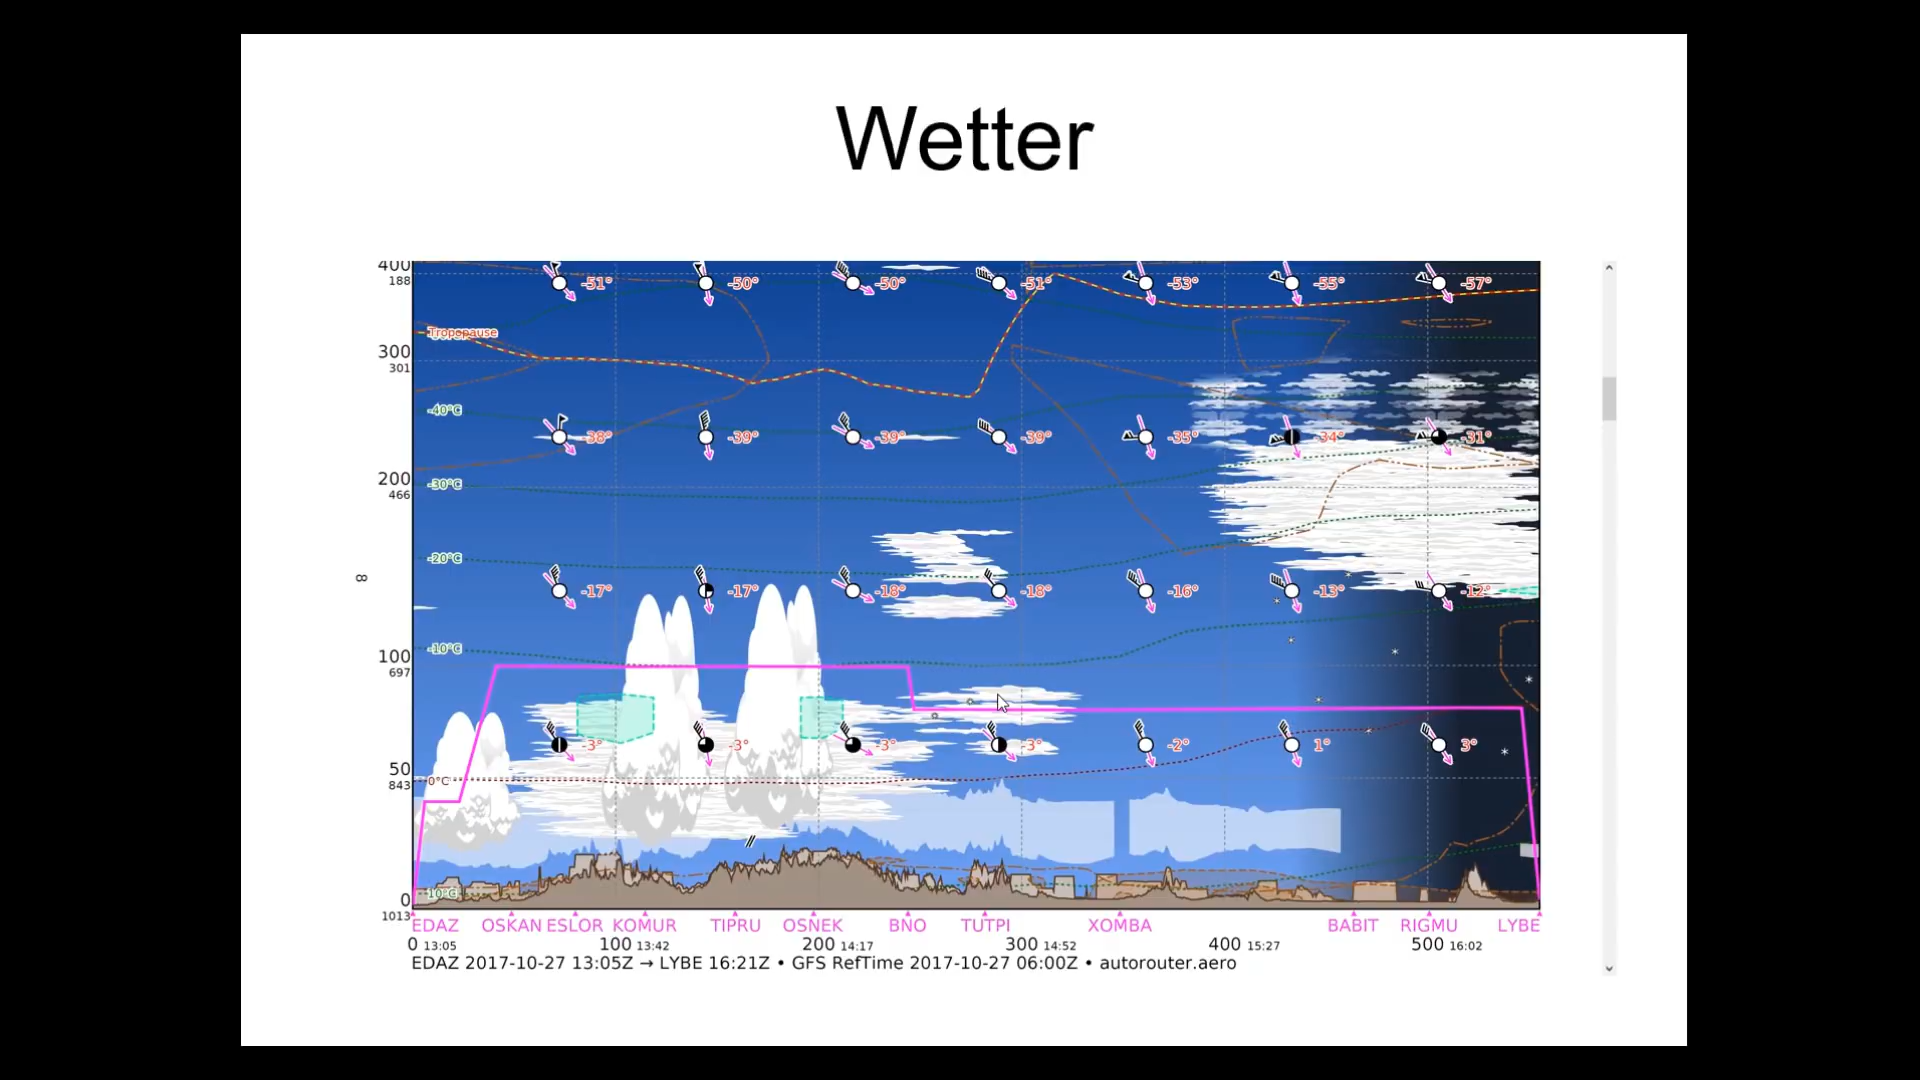 Wetter
400
188
-51° -50° -50° -51° -53° -55° -57°
Tropopause
300
301
-40°C
-38° -39° -39° -39° -35° -34° -31°
200
466
-30°C
-20°C
8
-17° -17° -18° -18° -16° -13° -12°
-10°C
100
697
-3° -3° -3° -3° -2° 1° 3°
50
843
0°C
10°C
0
1013
EDAZ OSKAN ESLOR KOMUR TIPRU OSNEK BNO TUTPI XOMBA BABIT RIGMU LYBE
0 13:05 100 13:42 200 14:17 300 14:52 400 15:27 500 16:02
EDAZ 2017-10-27 13:05Z → LYBE 16:21Z • GFS RefTime 2017-10-27 06:00Z • autorouter.aero